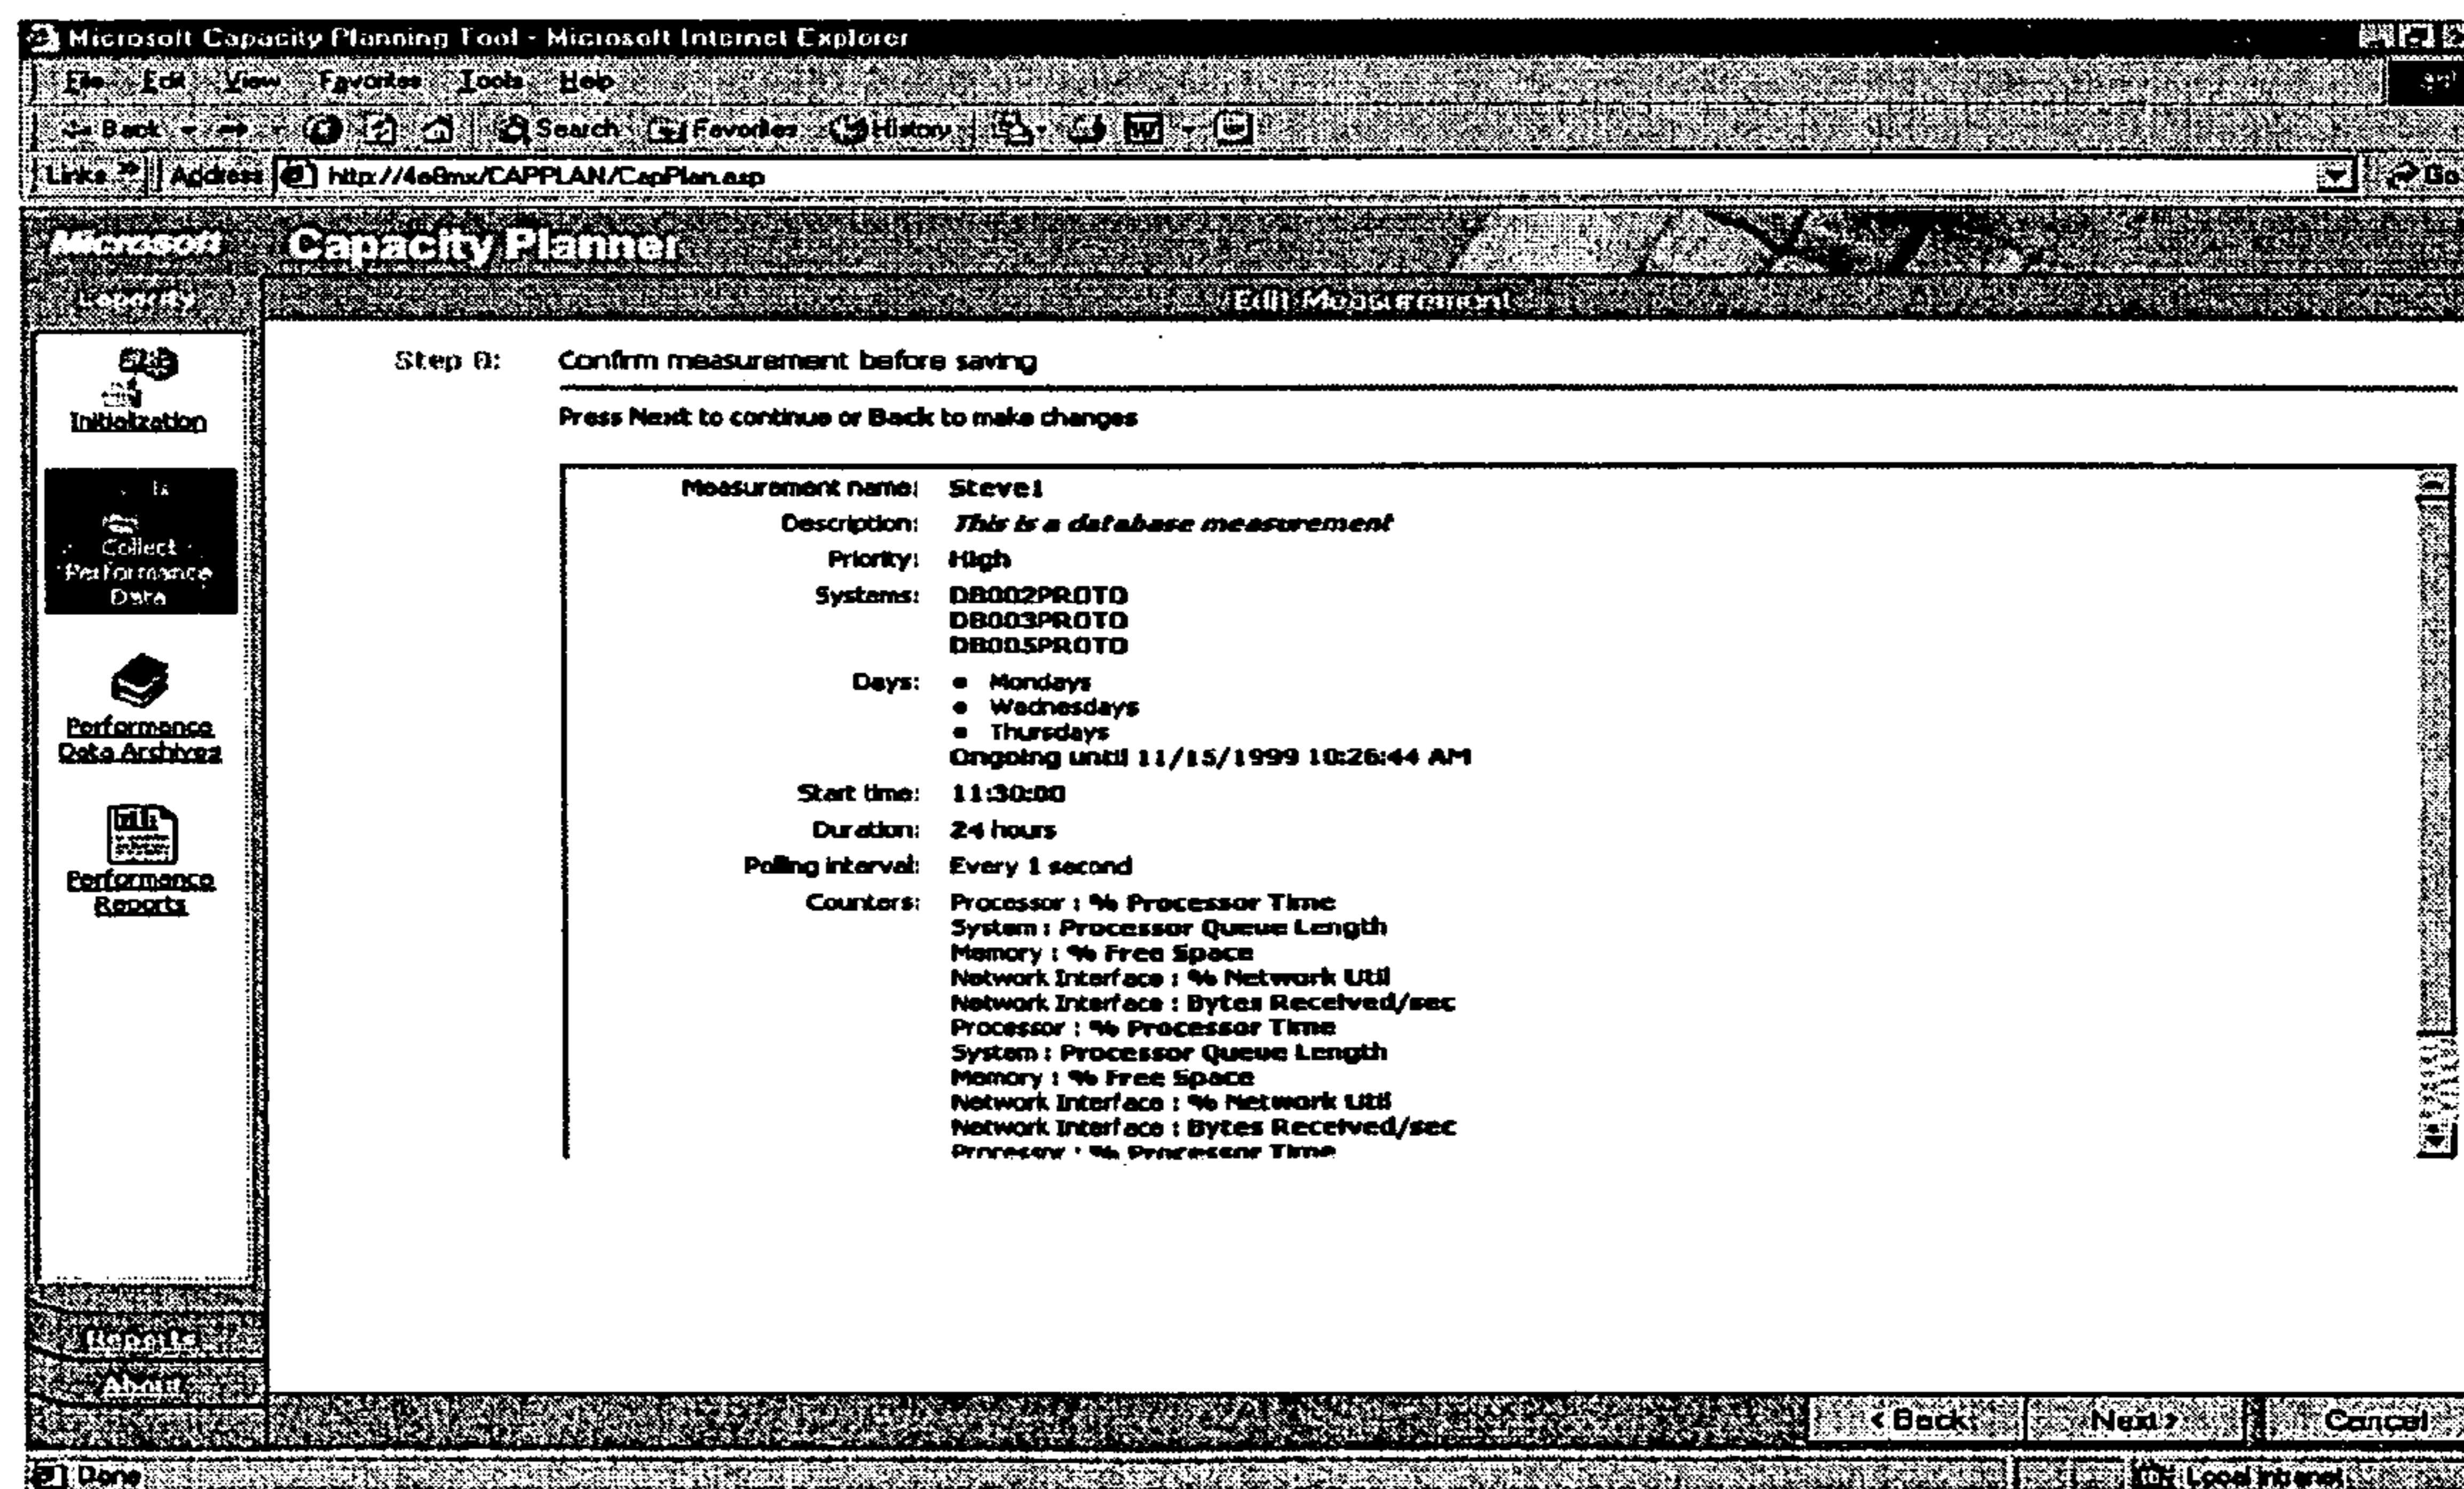 Microsoft Capacity Planning Tool - Microsoft Internet Explorer
File Edit View Favorites Tools Help
Back Search Favorites History
Links » Address http://4o8mx/CAPPLAN/CapPlan.asp Go
Microsoft Capacity Planner
Capacity
Edit Measurement
Initialization
Collect
Performance
Data
Performance
Data Archives
Performance
Reports
Reports
About
Step 8: Confirm measurement before saving
Press Next to continue or Back to make changes
Measurement name: Steve1
Description: This is a database measurement
Priority: High
Systems: DB002PROTO
DB003PROTO
DB005PROTO
Days: • Mondays
• Wednesdays
• Thursdays
Ongoing until 11/15/1999 10:26:44 AM
Start time: 11:30:00
Duration: 24 hours
Polling interval: Every 1 second
Counters: Processor : % Processor Time
System : Processor Queue Length
Memory : % Free Space
Network Interface : % Network Util
Network Interface : Bytes Received/sec
Processor : % Processor Time
System : Processor Queue Length
Memory : % Free Space
Network Interface : % Network Util
Network Interface : Bytes Received/sec
Processor : % Processor Time
< Back Next > Cancel
Done Local intranet